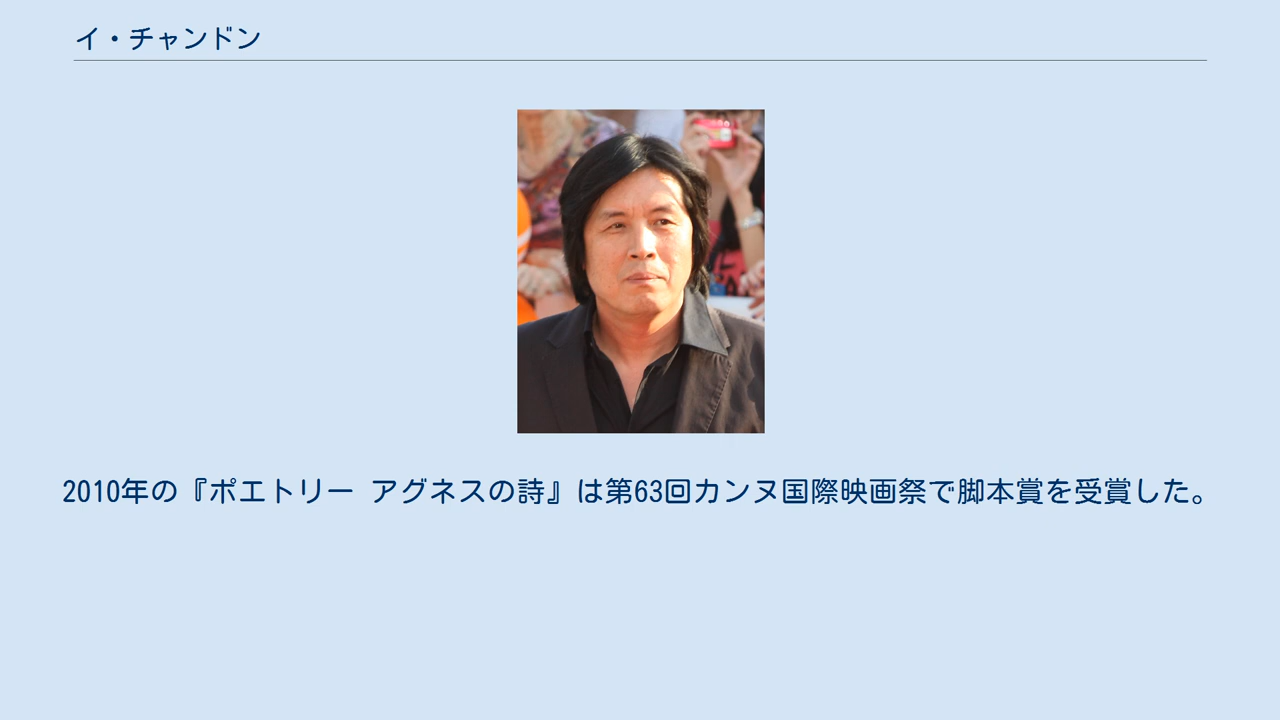 イ・チャンドン
2010年の『ポエトリー アグネスの詩』は第63回カンヌ国際映画祭で脚本賞を受賞した。